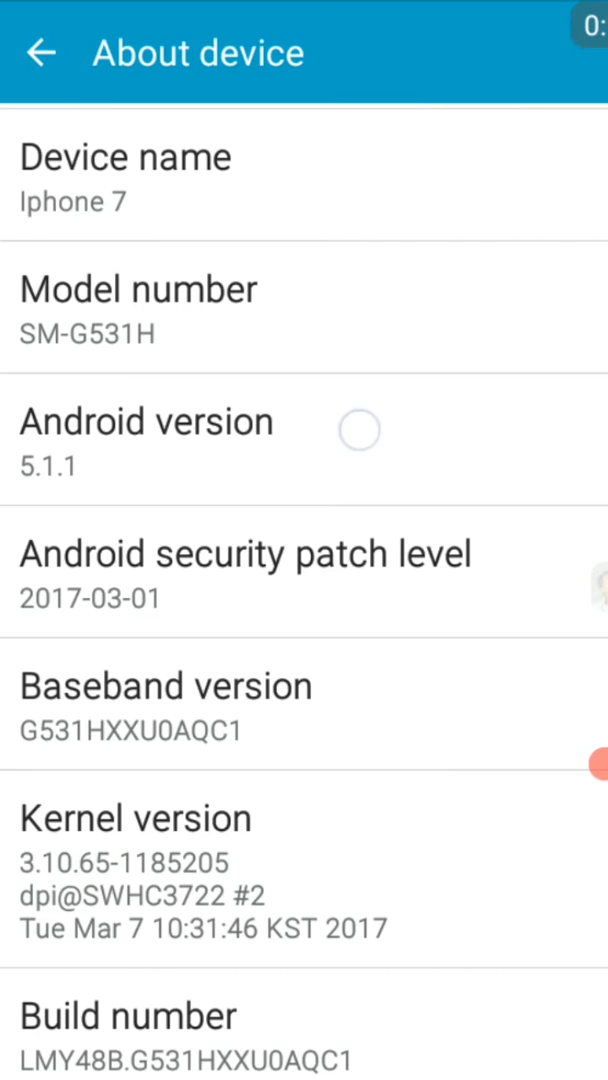 0:
About device
Device name
Iphone 7
Model number
SM-G531H
Android version
5.1.1
Android security patch level
2017-03-01
Baseband version
G531HXXU0AQC1
Kernel version
3.10.65-1185205
dpi@SWHC3722 #2
Tue Mar 7 10:31:46 KST 2017
Build number
LMY48B.G531HXXU0AQC1